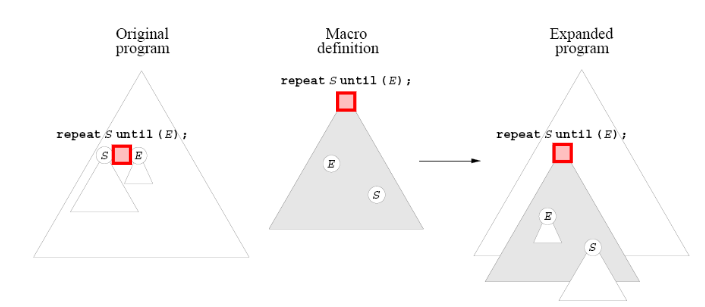 Original
program
Macro
definition
Expanded
program
repeat S until (E);
repeat S until (E);
repeat S until (E);
S
E
E
S
E
S